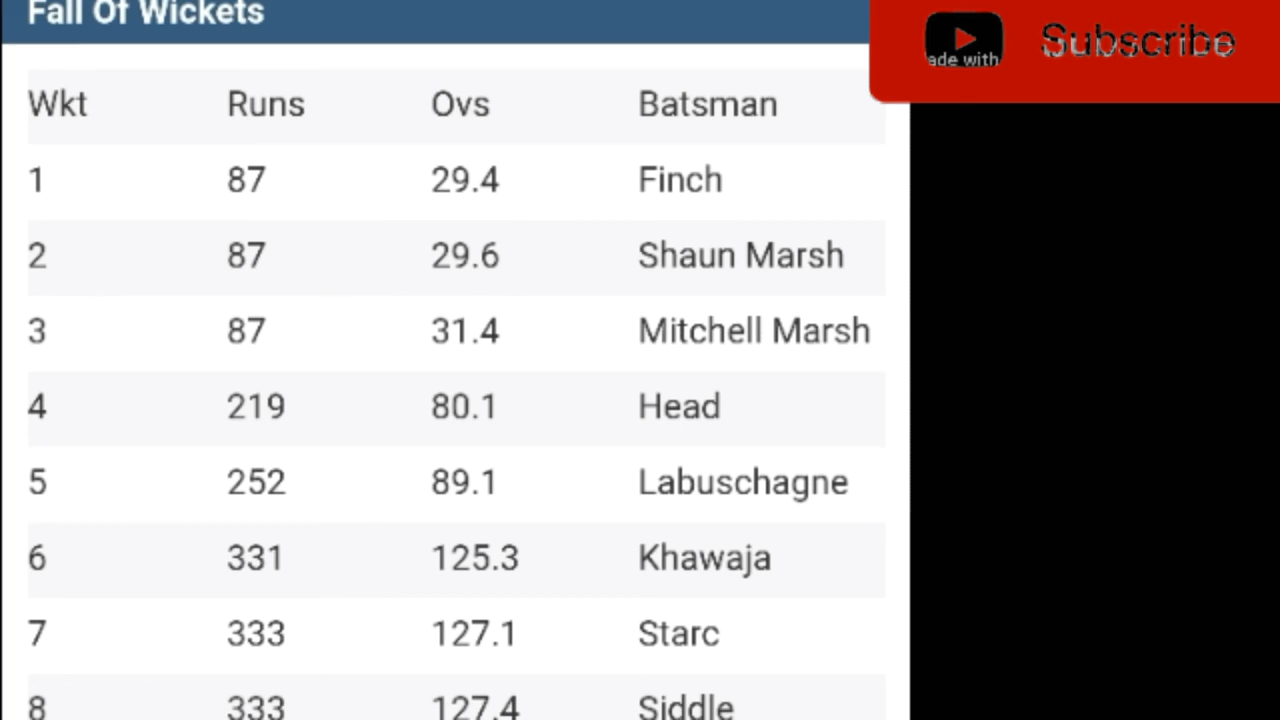 Fall Of Wickets
ade with
Subscribe
Wkt Runs Ovs Batsman
1 87 29.4 Finch
2 87 29.6 Shaun Marsh
3 87 31.4 Mitchell Marsh
4 219 80.1 Head
5 252 89.1 Labuschagne
6 331 125.3 Khawaja
7 333 127.1 Starc
8 333 127.4 Siddle